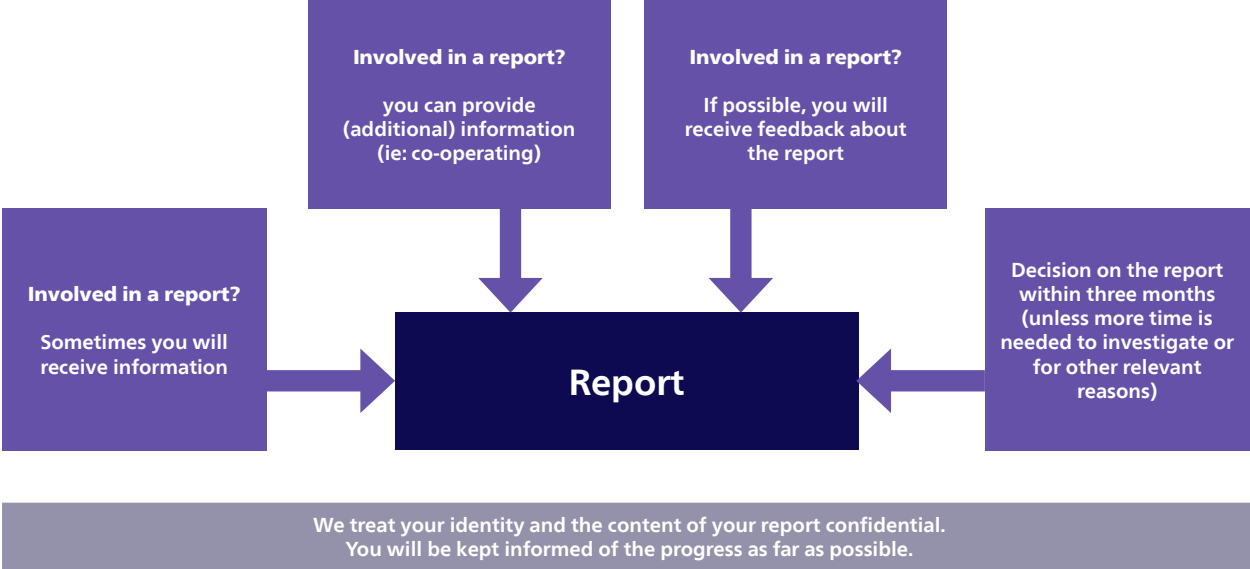 Involved in a report?
you can provide
(additional) information
(ie: co-operating)
Involved in a report?
If possible, you will
receive feedback about
the report
Involved in a report?
Sometimes you will
receive information
Decision on the report
within three months
(unless more time is
needed to investigate or
for other relevant
reasons)
Report
We treat your identity and the content of your report confidential.
You will be kept informed of the progress as far as possible.